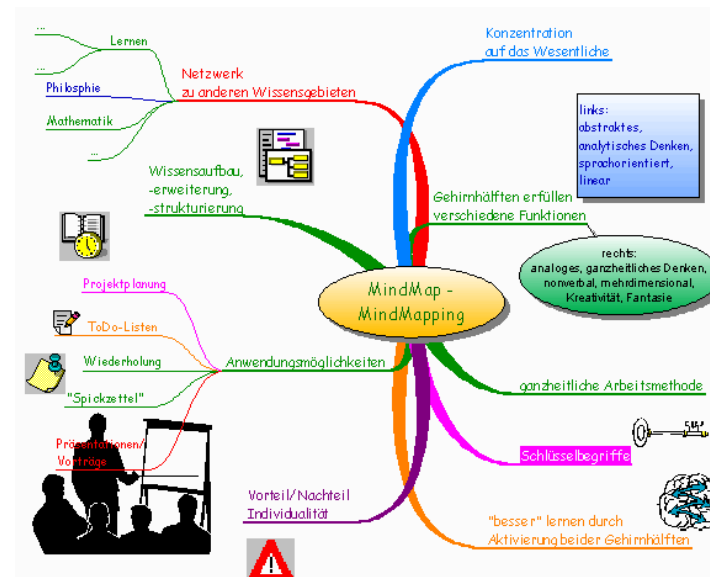 ...
Lernen
...
Philosphie
Mathematik
...
Netzwerk
zu anderen Wissensgebieten
Konzentration
auf das Wesentliche
links:
abstraktes,
analytisches Denken,
sprachorientiert,
linear
Wissensaufbau,
-erweiterung,
-strukturierung
Gehirnhälften erfüllen
verschiedene Funktionen
rechts:
analoges, ganzheitliches Denken,
nonverbal, mehrdimensional,
Kreativität, Fantasie
MindMap -
MindMapping
Projektplanung
ToDo-Listen
Wiederholung
"Spickzettel"
Präsentationen/
Vorträge
Anwendungsmöglichkeiten
ganzheitliche Arbeitsmethode
Schlüsselbegriffe
Vorteil/Nachteil
Individualität
"besser" lernen durch
Aktivierung beider Gehirnhälften